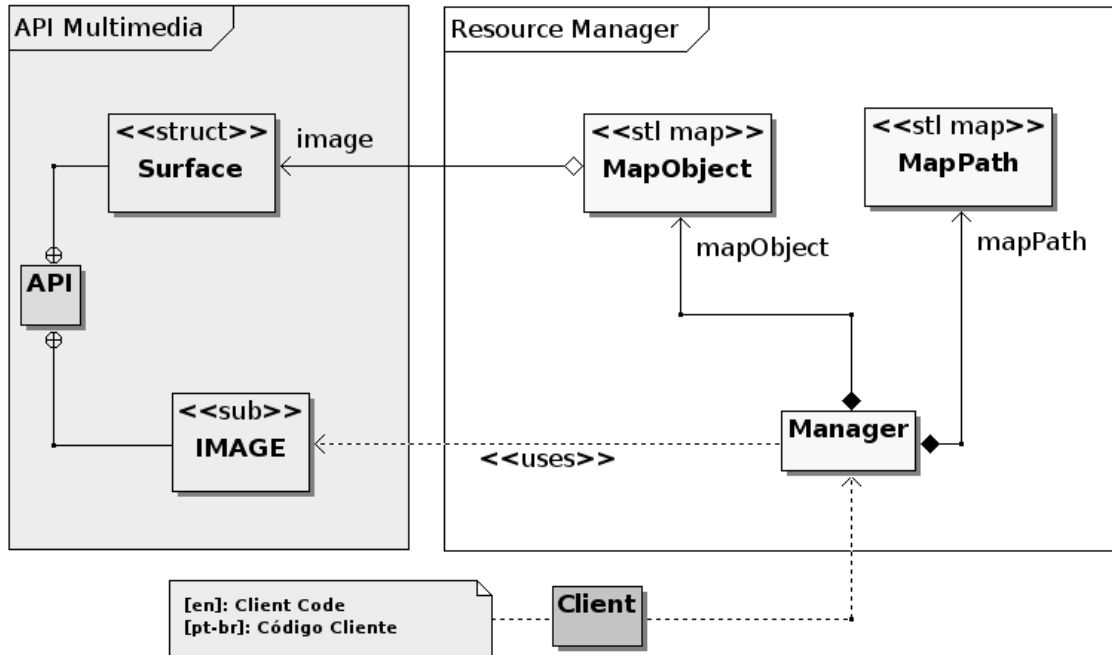 API Multimedia
Resource Manager
<<struct>>
Surface
image
<<stl map>>
MapObject
<<stl map>>
MapPath
mapObject
mapPath
API
<<sub>>
IMAGE
<<uses>>
Manager
[en]: Client Code
[pt-br]: Código Cliente
Client